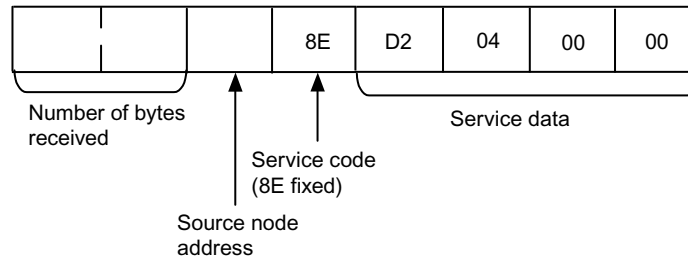 8E D2 04 00 00
Number of bytes
received
Service data
Service code
(8E fixed)
Source node
address